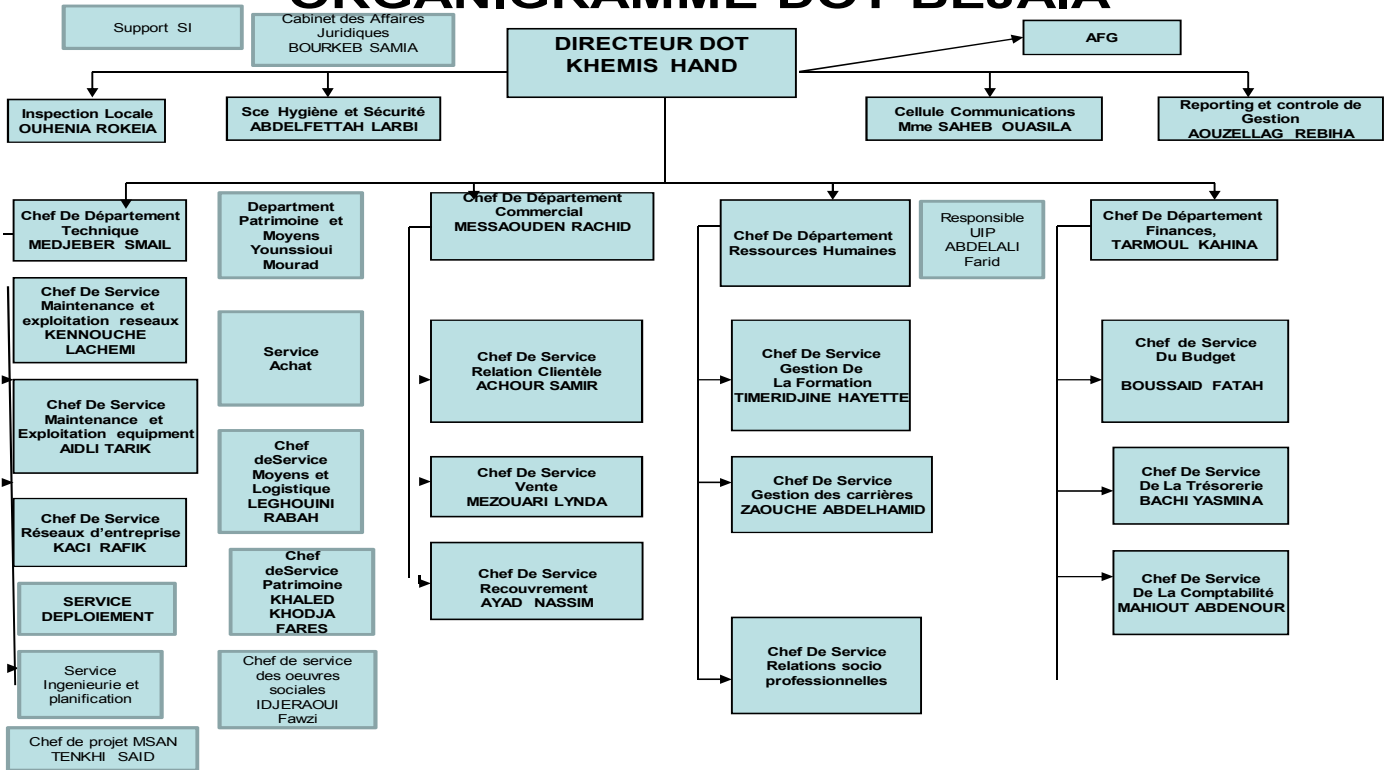 ORGANIGRAMME DOT BEJAIA
Support SI
Cabinet des Affaires
Juridiques
BOURKEB SAMIA
DIRECTEUR DOT
KHEMIS HAND
AFG
Inspection Locale
OUHENIA ROKEIA
Sce Hygiène et Sécurité
ABDELFETTAH LARBI
Cellule Communications
Mme SAHEB OUASILA
Reporting et controle de
Gestion
AOUZELLAG REBIHA
Chef De Département
Technique
MEDJEBER SMAIL
Department
Patrimoine et
Moyens
Younssioui
Mourad
Chef De Département
Commercial
MESSAOUDEN RACHID
Chef De Département
Ressources Humaines
Responsible
UIP
ABDELALI
Farid
Chef De Département
Finances,
TARMOUL KAHINA
Chef De Service
Maintenance et
exploitation reseaux
KENNOUCHE
LACHEMI
Service
Achat
Chef De Service
Relation Clientèle
ACHOUR SAMIR
Chef De Service
Gestion De
La Formation
TIMERIDJINE HAYETTE
Chef de Service
Du Budget
BOUSSAID FATAH
Chef De Service
Maintenance et
Exploitation equipment
AIDLI TARIK
Chef
deService
Moyens et
Logistique
LEGHOUINI
RABAH
Chef De Service
Vente
MEZOUARI LYNDA
Chef De Service
Gestion des carrières
ZAOUCHE ABDELHAMID
Chef De Service
De La Trésorerie
BACHI YASMINA
Chef De Service
Réseaux d'entreprise
KACI RAFIK
Chef
deService
Patrimoine
KHALED
KHODJA
FARES
Chef De Service
Recouvrement
AYAD NASSIM
Chef De Service
De La Comptabilité
MAHIOUT ABDENOUR
SERVICE
DEPLOIEMENT
Chef De Service
Relations socio
professionnelles
Service
Ingenieurie et
planification
Chef de service
des oeuvres
sociales
IDJERAOUI
Fawzi
Chef de projet MSAN
TENKHI SAID